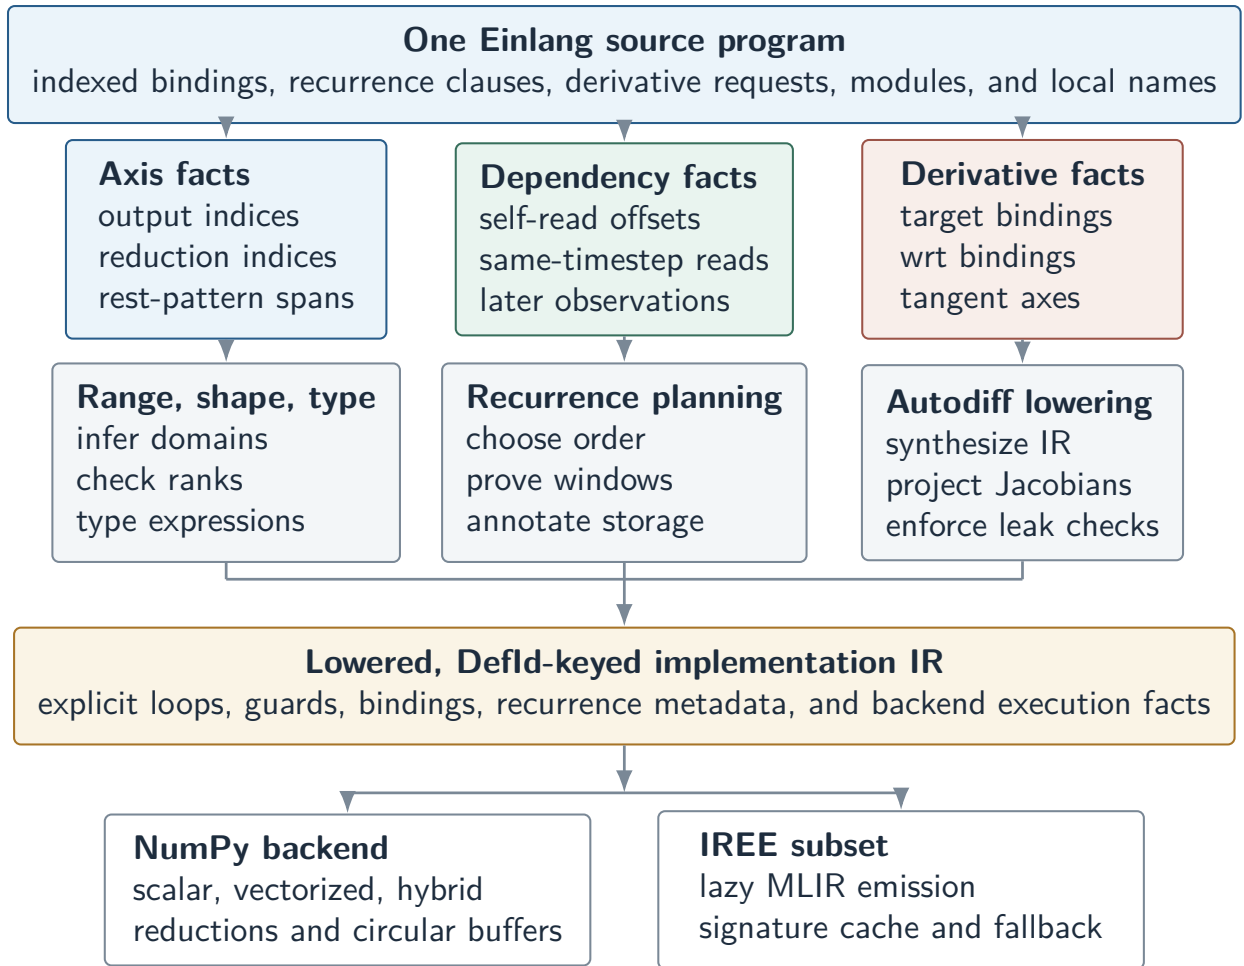 One Einlang source program
indexed bindings, recurrence clauses, derivative requests, modules, and local names
Axis facts
output indices
reduction indices
rest-pattern spans
Dependency facts
self-read offsets
same-timestep reads
later observations
Derivative facts
target bindings
wrt bindings
tangent axes
Range, shape, type
infer domains
check ranks
type expressions
Recurrence planning
choose order
prove windows
annotate storage
Autodiff lowering
synthesize IR
project Jacobians
enforce leak checks
Lowered, DefId-keyed implementation IR
explicit loops, guards, bindings, recurrence metadata, and backend execution facts
NumPy backend
scalar, vectorized, hybrid
reductions and circular buffers
IREE subset
lazy MLIR emission
signature cache and fallback